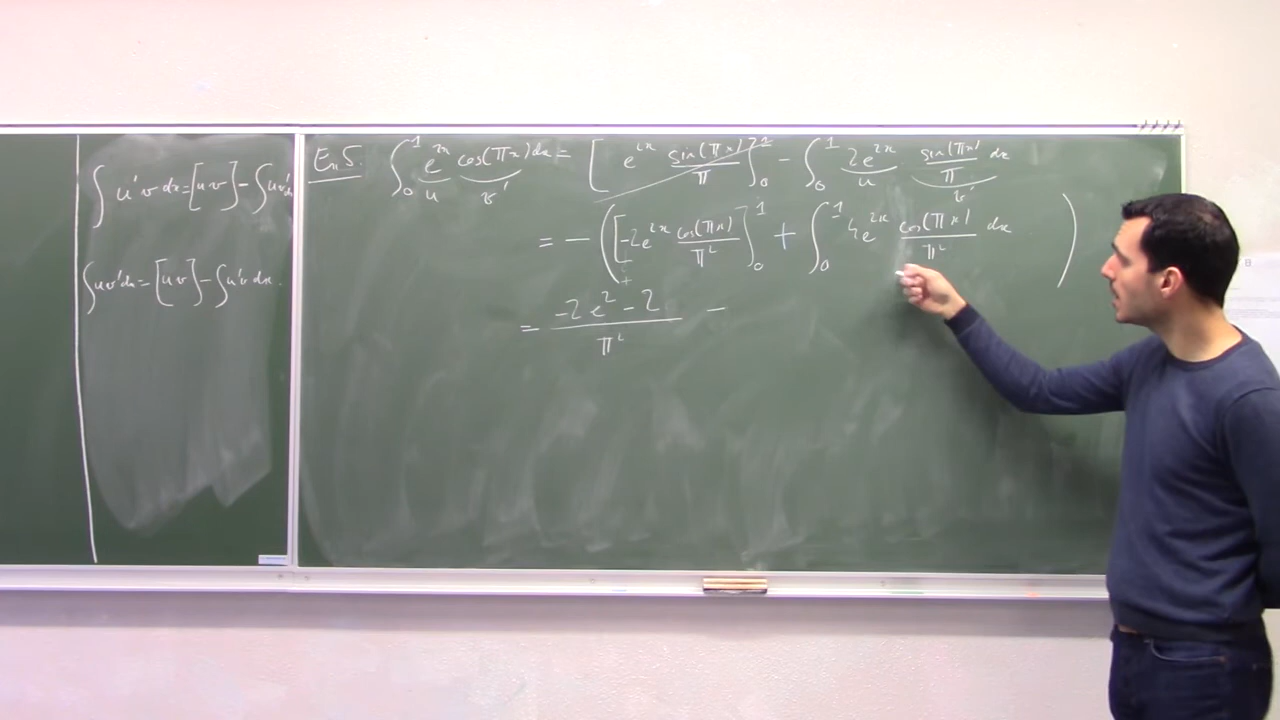 ∫ u'v dx = [uv] - ∫ uv' dx
∫ uv' dx = [uv] - ∫ u'v dx.
Ex 5. ∫₀¹ e^{2x} cos(πx) dx = [e^{2x} sin(πx)/π]₀¹ - ∫₀¹ 2e^{2x} sin(πx)/π dx
u v' u v'
= - ([-2e^{2x} cos(πx)/π²]₀¹ + ∫₀¹ 4e^{2x} cos(πx)/π² dx)
= (-2e² - 2)/π² -